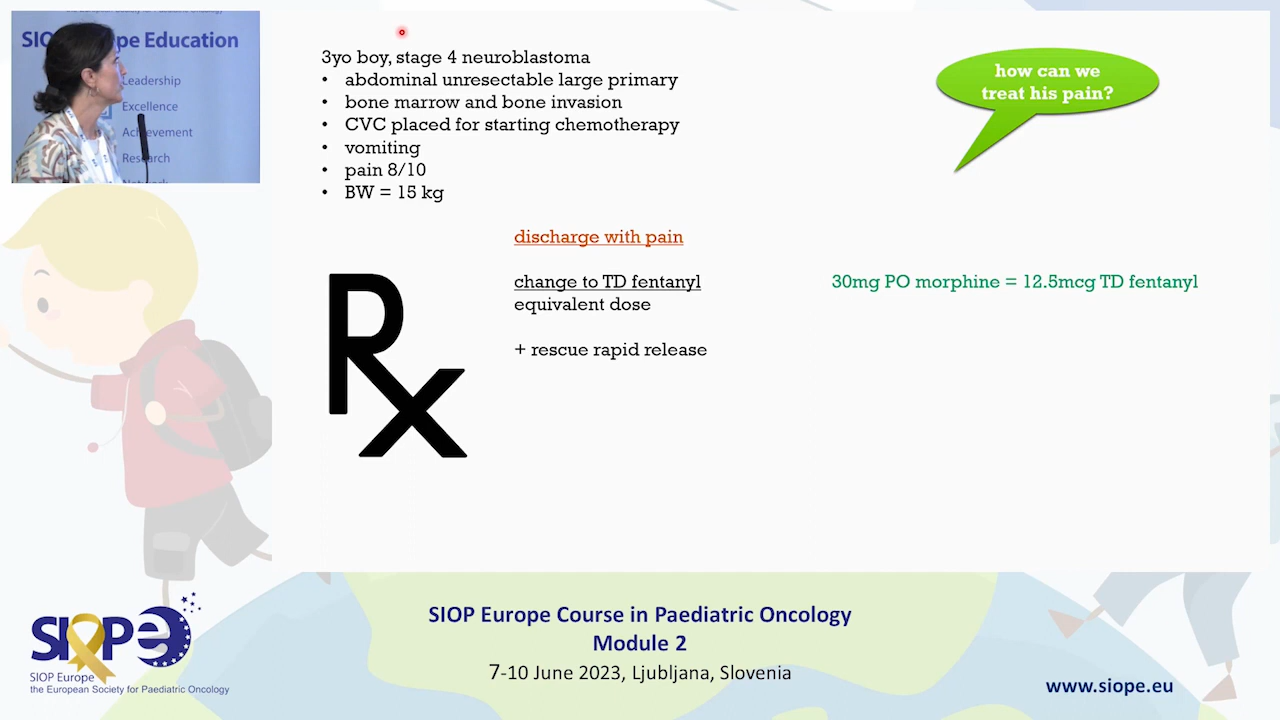 SIOP Europe Education
Leadership
Excellence
Achievement
Research
3yo boy, stage 4 neuroblastoma
• abdominal unresectable large primary
• bone marrow and bone invasion
• CVC placed for starting chemotherapy
• vomiting
• pain 8/10
• BW = 15 kg
how can we
treat his pain?
discharge with pain
change to TD fentanyl
equivalent dose
30mg PO morphine = 12.5mcg TD fentanyl
+ rescue rapid release
Rx
SIOPe
SIOP Europe
the European Society for Paediatric Oncology
SIOP Europe Course in Paediatric Oncology
Module 2
7-10 June 2023, Ljubljana, Slovenia
www.siope.eu